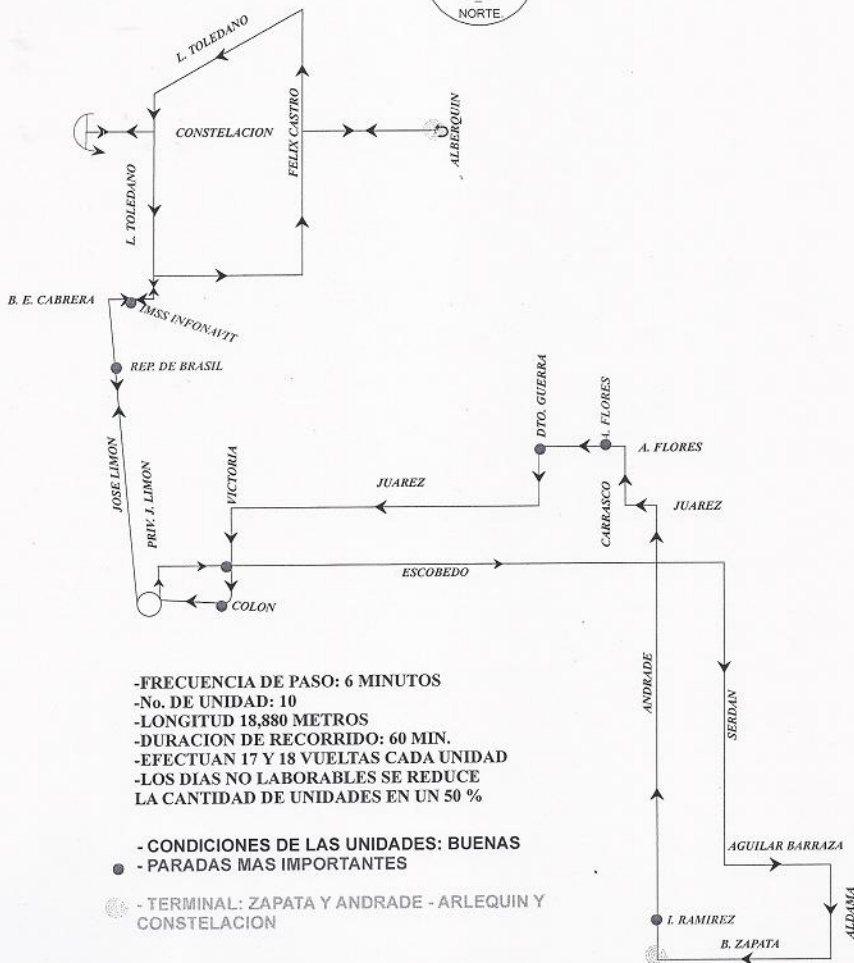 NORTE.
L. TOLEDANO
CONSTELACION
FELIX CASTRO
ALBERQUIN
L. TOLEDANO
B. E. CABRERA
IMSS INFONAVIT
REP. DE BRASIL
JOSE LIMON
PRIV. J. LIMON
VICTORIA
JUAREZ
DTO. GUERRA
A. FLORES
A. FLORES
CARRASCO
JUAREZ
ESCOBEDO
COLON
ANDRADE
SERDAN
AGUILAR BARRAZA
ALDAMA
I. RAMIREZ
B. ZAPATA
-FRECUENCIA DE PASO: 6 MINUTOS
-No. DE UNIDAD: 10
-LONGITUD 18,880 METROS
-DURACION DE RECORRIDO: 60 MIN.
-EFECTUAN 17 Y 18 VUELTAS CADA UNIDAD
-LOS DIAS NO LABORABLES SE REDUCE
LA CANTIDAD DE UNIDADES EN UN 50 %
- CONDICIONES DE LAS UNIDADES: BUENAS
- PARADAS MAS IMPORTANTES
- TERMINAL: ZAPATA Y ANDRADE - ARLEQUIN Y
CONSTELACION